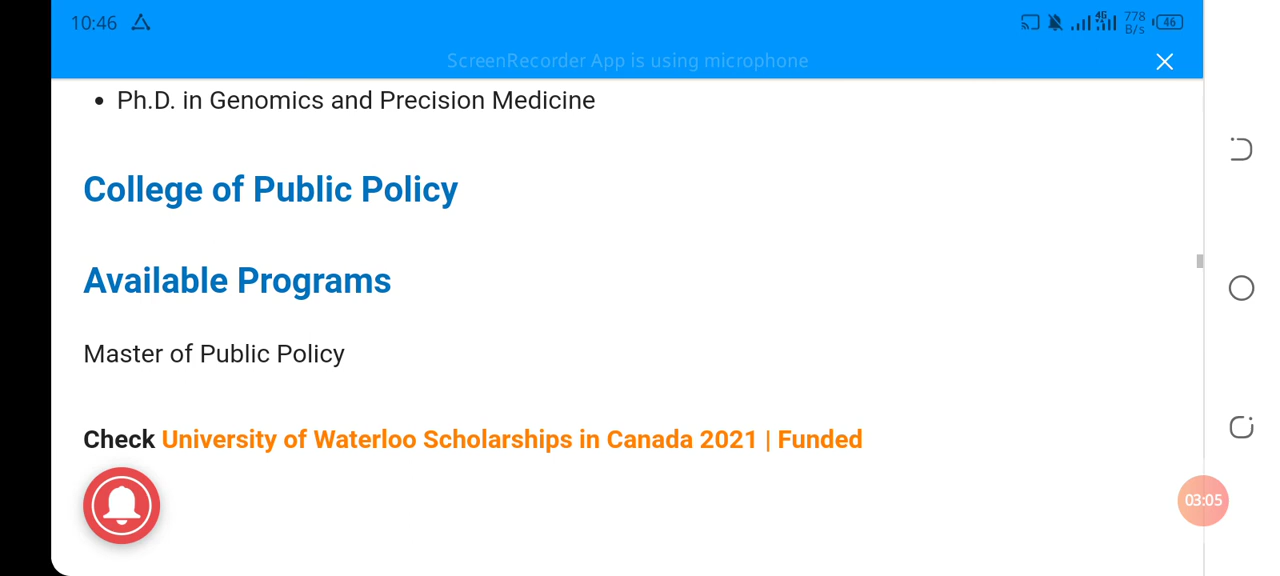 10:46
4G
778
B/s
46
ScreenRecorder App is using microphone
Ph.D. in Genomics and Precision Medicine
College of Public Policy
Available Programs
Master of Public Policy
Check University of Waterloo Scholarships in Canada 2021 | Funded
03:05